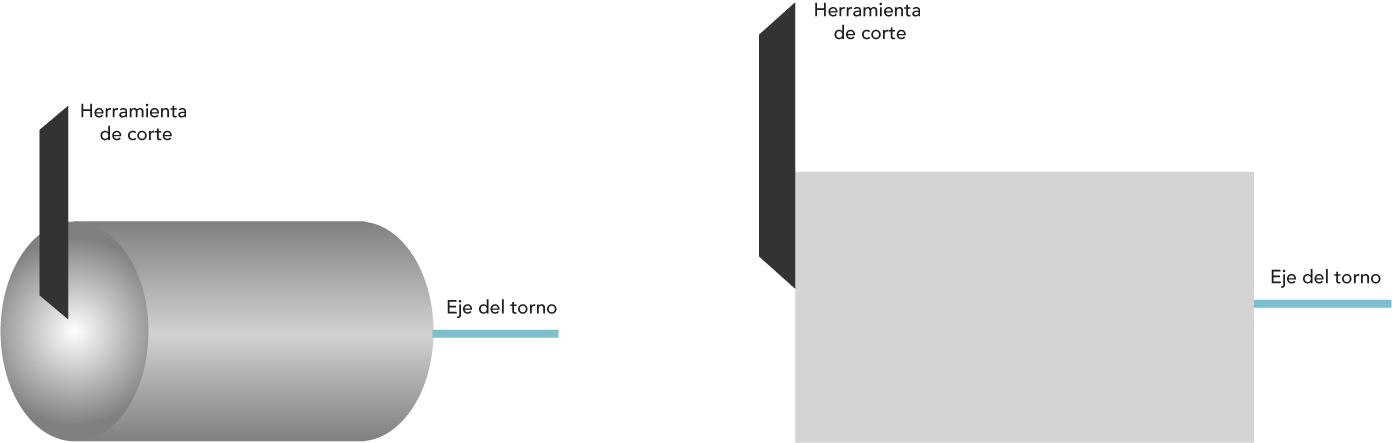 Herramienta
de corte
Eje del torno
Herramienta
de corte
Eje del torno